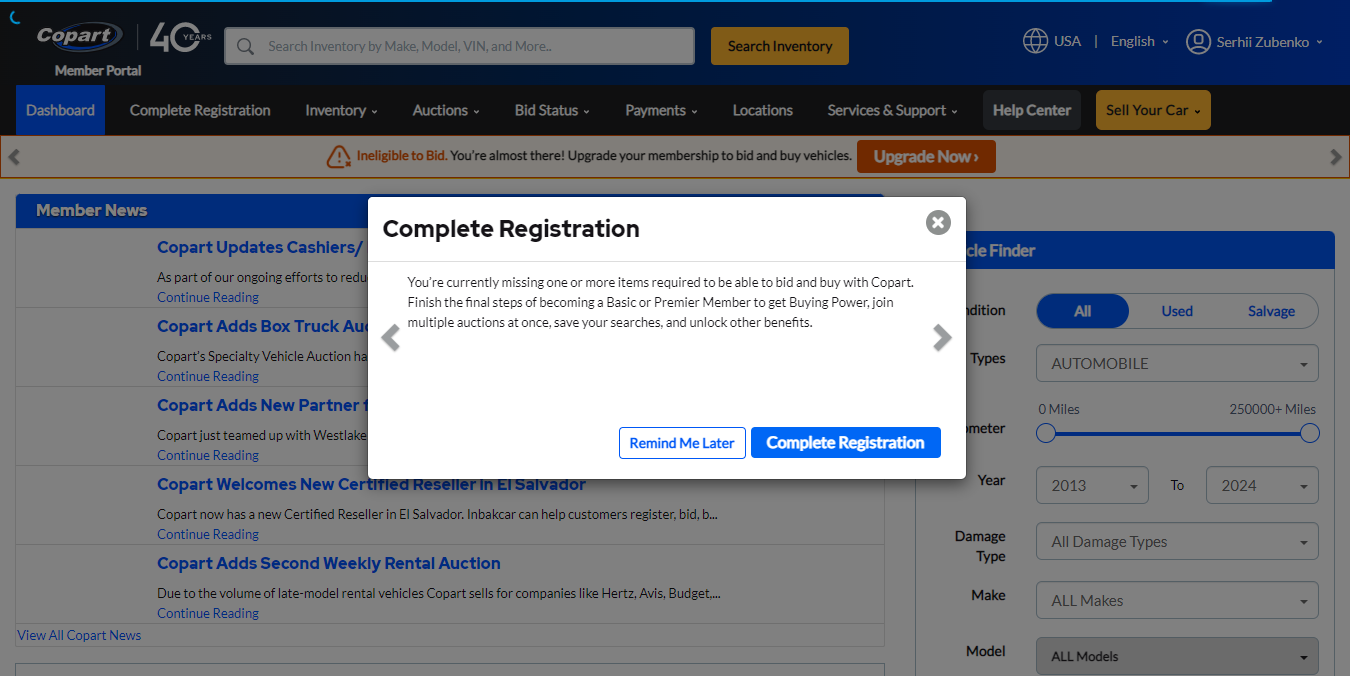 Copart
40 YEARS
Member Portal
Search Inventory by Make, Model, VIN, and More..
Search Inventory
USA | English
Serhii Zubenko
Dashboard
Complete Registration
Inventory
Auctions
Bid Status
Payments
Locations
Services & Support
Help Center
Sell Your Car
Ineligible to Bid. You're almost there! Upgrade your membership to bid and buy vehicles.
Upgrade Now ›
Member News
Copart Updates Cashiers/
As part of our ongoing efforts to redu
Continue Reading
Copart Adds Box Truck Auc
Copart's Specialty Vehicle Auction ha
Continue Reading
Copart Adds New Partner f
Copart just teamed up with Westlake
Continue Reading
Copart Welcomes New Certified Reseller in El Salvador
Copart now has a new Certified Reseller in El Salvador. Inbakcar can help customers register, bid, b...
Continue Reading
Copart Adds Second Weekly Rental Auction
Due to the volume of late-model rental vehicles Copart sells for companies like Hertz, Avis, Budget,...
Continue Reading
View All Copart News
Complete Registration
You're currently missing one or more items required to be able to bid and buy with Copart.
Finish the final steps of becoming a Basic or Premier Member to get Buying Power, join
multiple auctions at once, save your searches, and unlock other benefits.
Remind Me Later
Complete Registration
cle Finder
ndition
All
Used
Salvage
Types
AUTOMOBILE
0 Miles
250000+ Miles
ometer
Year
2013
To
2024
Damage
Type
All Damage Types
Make
ALL Makes
Model
ALL Models